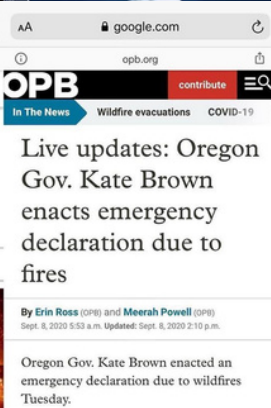 AA google.com
opb.org
OPB contribute
In The News Wildfire evacuations COVID-19
Live updates: Oregon
Gov. Kate Brown
enacts emergency
declaration due to
fires
By Erin Ross (OPB) and Meerah Powell (OPB)
Sept. 8, 2020 5:53 a.m. Updated: Sept. 8, 2020 2:10 p.m.
Oregon Gov. Kate Brown enacted an
emergency declaration due to wildfires
Tuesday.